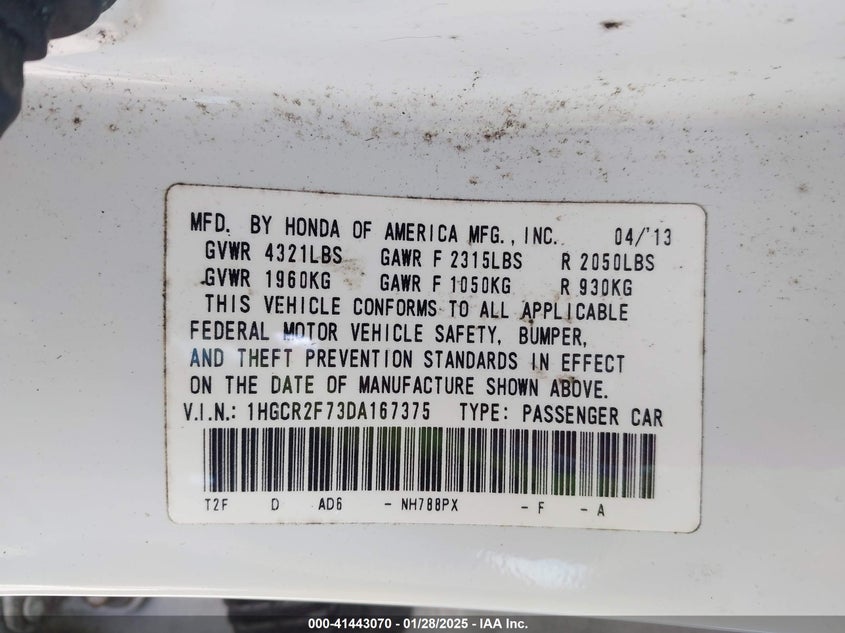 MFD. BY HONDA OF AMERICA MFG., INC. 04/'13
GVWR 4321LBS GAWR F 2315LBS R 2050LBS
GVWR 1960KG GAWR F 1050KG R 930KG
THIS VEHICLE CONFORMS TO ALL APPLICABLE
FEDERAL MOTOR VEHICLE SAFETY, BUMPER,
AND THEFT PREVENTION STANDARDS IN EFFECT
ON THE DATE OF MANUFACTURE SHOWN ABOVE.
V.I.N.: 1HGCR2F73DA167375 TYPE: PASSENGER CAR
T2F D AD6 - NH788PX - F - A
000-41443070 - 01/28/2025 - IAA Inc.